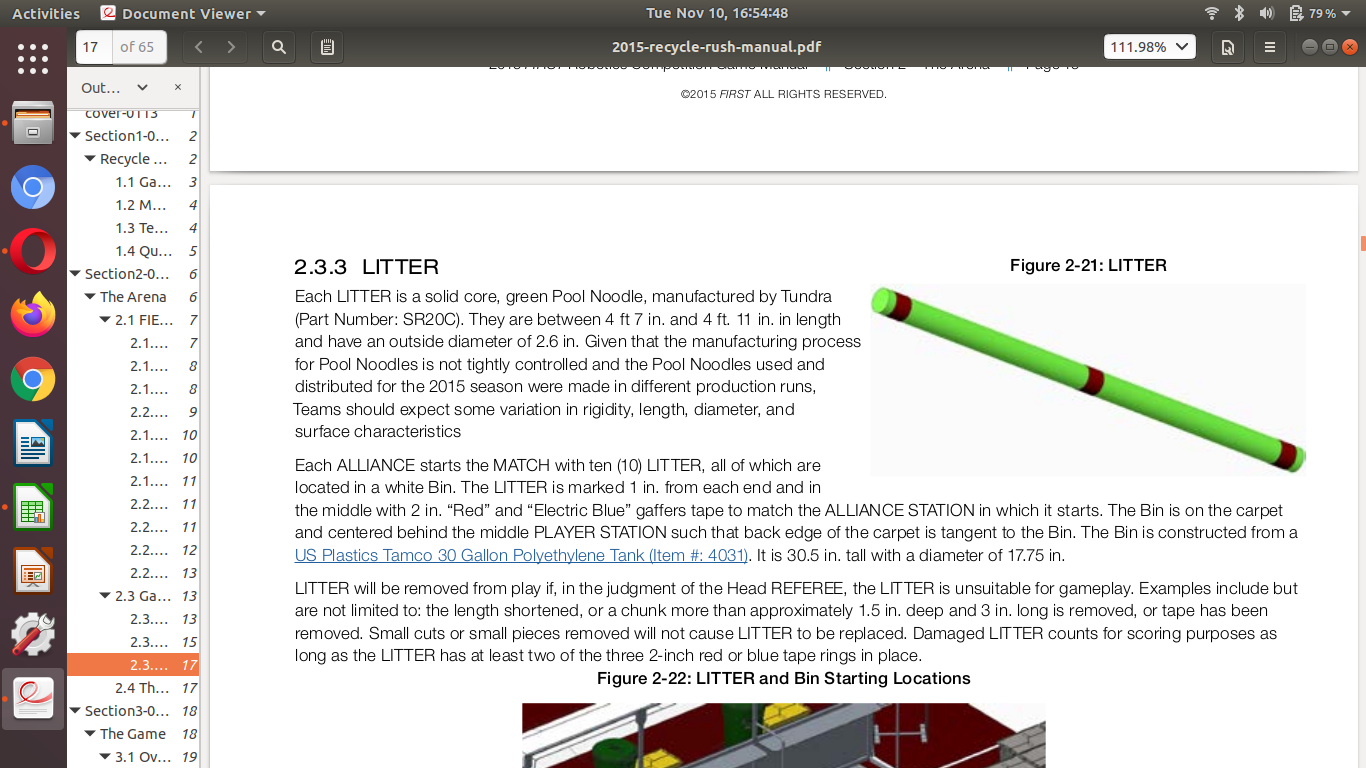 Activities
Document Viewer
Tue Nov 10, 16:54:48
79 %
17 of 65
2015-recycle-rush-manual.pdf
111.98%
Out…
cover-0113 1
Section1-0… 2
Recycle … 2
1.1 Ga… 3
1.2 M… 4
1.3 Te… 4
1.4 Qu… 5
Section2-0… 6
The Arena 6
2.1 FIE… 7
2.1.… 7
2.1.… 8
2.1.… 8
2.2.… 9
2.1.… 10
2.1.… 10
2.1.… 11
2.2.… 11
2.2.… 11
2.2.… 12
2.2.… 13
2.3 Ga… 13
2.3.… 13
2.3.… 15
2.3.… 17
2.4 Th… 17
Section3-0… 18
The Game 18
3.1 Ov… 19
©2015 FIRST ALL RIGHTS RESERVED.
2.3.3 LITTER
Each LITTER is a solid core, green Pool Noodle, manufactured by Tundra
(Part Number: SR20C). They are between 4 ft 7 in. and 4 ft. 11 in. in length
and have an outside diameter of 2.6 in. Given that the manufacturing process
for Pool Noodles is not tightly controlled and the Pool Noodles used and
distributed for the 2015 season were made in different production runs,
Teams should expect some variation in rigidity, length, diameter, and
surface characteristics
Figure 2-21: LITTER
Each ALLIANCE starts the MATCH with ten (10) LITTER, all of which are
located in a white Bin. The LITTER is marked 1 in. from each end and in
the middle with 2 in. “Red” and “Electric Blue” gaffers tape to match the ALLIANCE STATION in which it starts. The Bin is on the carpet
and centered behind the middle PLAYER STATION such that back edge of the carpet is tangent to the Bin. The Bin is constructed from a
US Plastics Tamco 30 Gallon Polyethylene Tank (Item #: 4031). It is 30.5 in. tall with a diameter of 17.75 in.
LITTER will be removed from play if, in the judgment of the Head REFEREE, the LITTER is unsuitable for gameplay. Examples include but
are not limited to: the length shortened, or a chunk more than approximately 1.5 in. deep and 3 in. long is removed, or tape has been
removed. Small cuts or small pieces removed will not cause LITTER to be replaced. Damaged LITTER counts for scoring purposes as
long as the LITTER has at least two of the three 2-inch red or blue tape rings in place.
Figure 2-22: LITTER and Bin Starting Locations